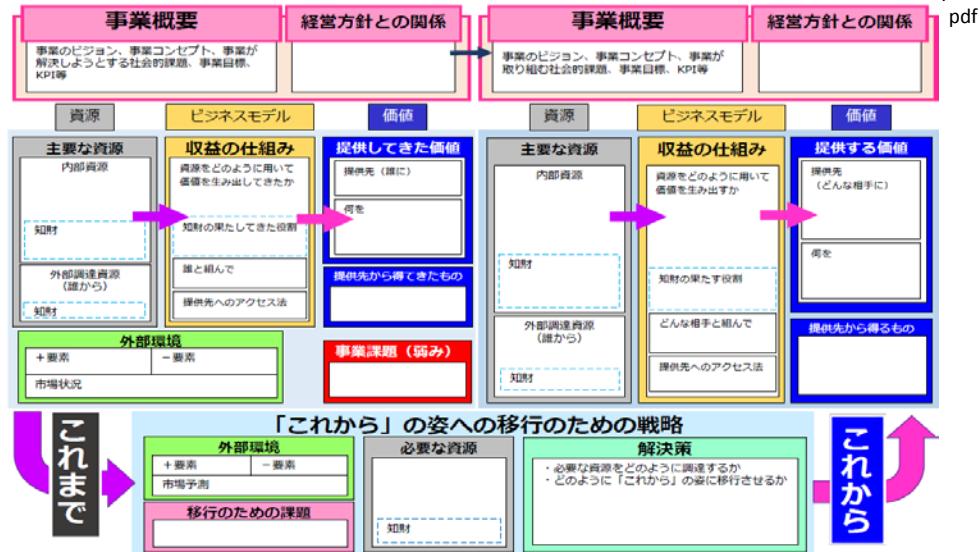 pdf
事業概要
事業のビジョン、事業コンセプト、事業が
解決しようとする社会的課題、事業目標、
KPI等
経営方針との関係
事業概要
事業のビジョン、事業コンセプト、事業が
取り組む社会的課題、事業目標、KPI等
経営方針との関係
資源
ビジネスモデル
価値
主要な資源
内部資源
知財
外部調達資源
(誰から)
知財
収益の仕組み
資源をどのように用いて
価値を生み出してきたか
知財の果たしてきた役割
誰と組んで
提供先へのアクセス法
提供してきた価値
提供先(誰に)
何を
提供先から得てきたもの
外部環境
+要素
-要素
市場状況
事業課題(弱み)
資源
ビジネスモデル
価値
主要な資源
内部資源
知財
外部調達資源
(誰から)
知財
収益の仕組み
資源をどのように用いて
価値を生み出すか
知財の果たす役割
どんな相手と組んで
提供先へのアクセス法
提供する価値
提供先
(どんな相手に)
何を
提供先から得るもの
これまで
「これから」の姿への移行のための戦略
外部環境
+要素
-要素
市場予測
移行のための課題
必要な資源
知財
解決策
・必要な資源をどのように調達するか
・どのように「これから」の姿に移行させるか
これから